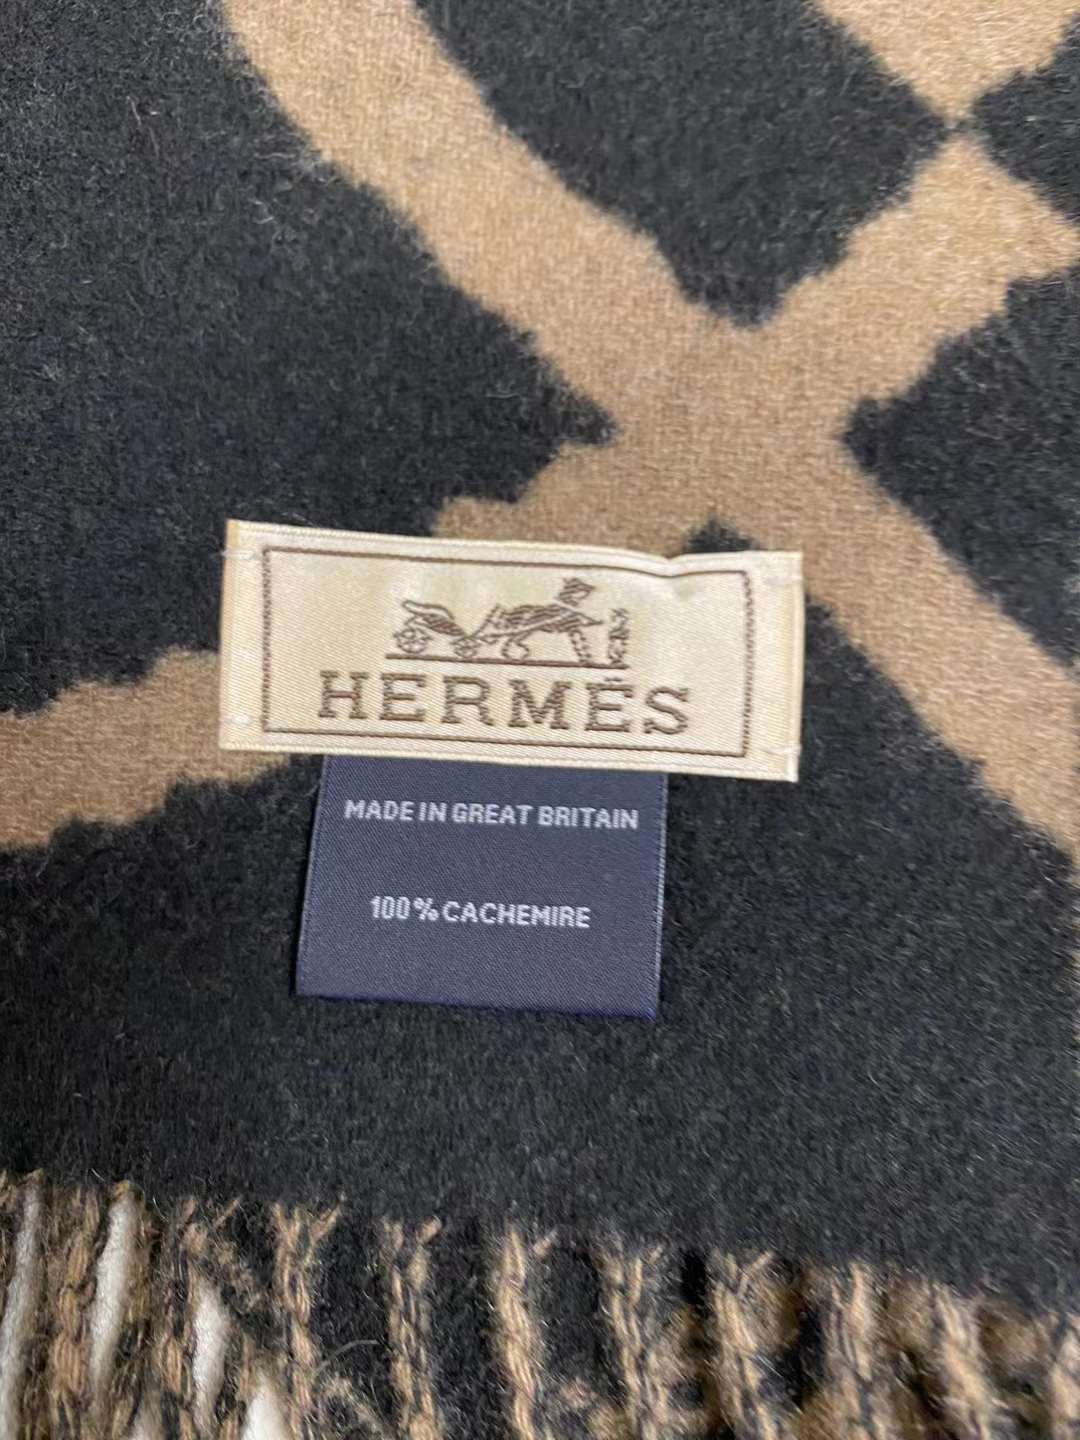 HERMÈS
MADE IN GREAT BRITAIN
100% CACHEMIRE